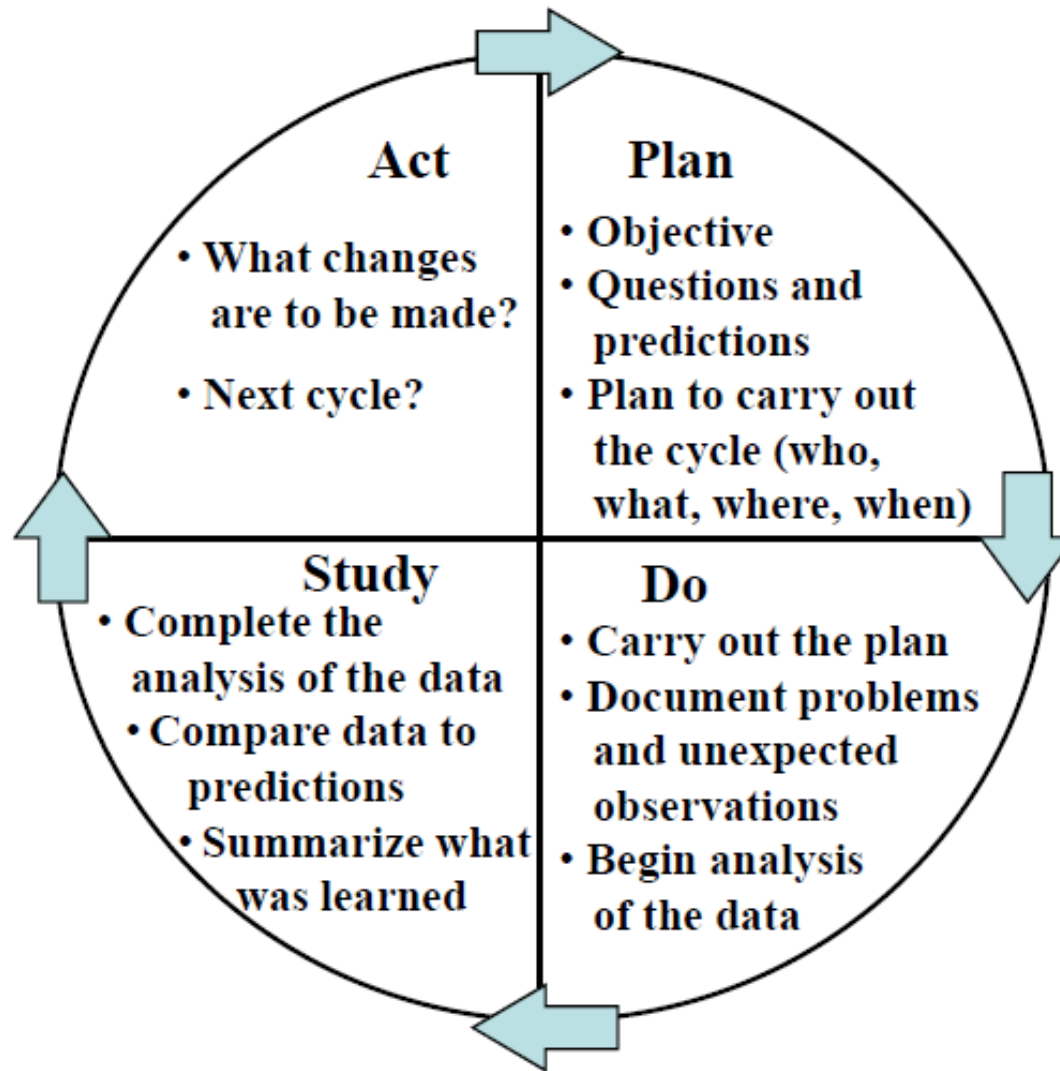 Act
• What changes
are to be made?
• Next cycle?
Plan
• Objective
• Questions and
predictions
• Plan to carry out
the cycle (who,
what, where, when)
Study
• Complete the
analysis of the data
• Compare data to
predictions
• Summarize what
was learned
Do
• Carry out the plan
• Document problems
and unexpected
observations
• Begin analysis
of the data